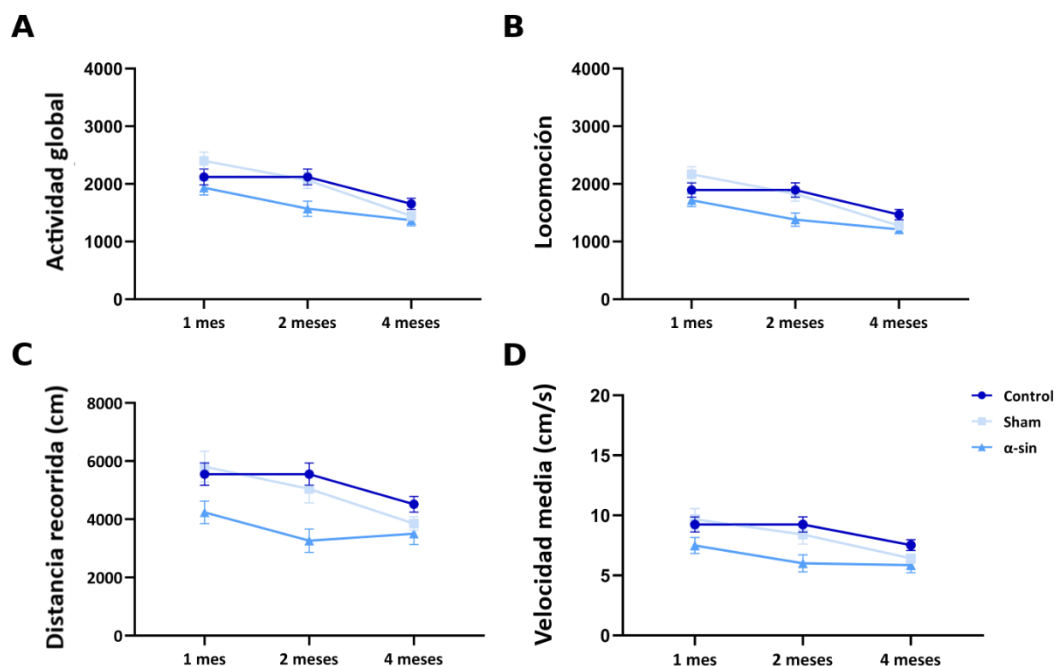 A
Actividad global
4000
3000
2000
1000
0
1 mes 2 meses 4 meses
B
Locomoción
4000
3000
2000
1000
0
1 mes 2 meses 4 meses
C
Distancia recorrida (cm)
8000
6000
4000
2000
0
1 mes 2 meses 4 meses
D
Velocidad media (cm/s)
20
15
10
5
0
1 mes 2 meses 4 meses
Control
Sham
α-sin